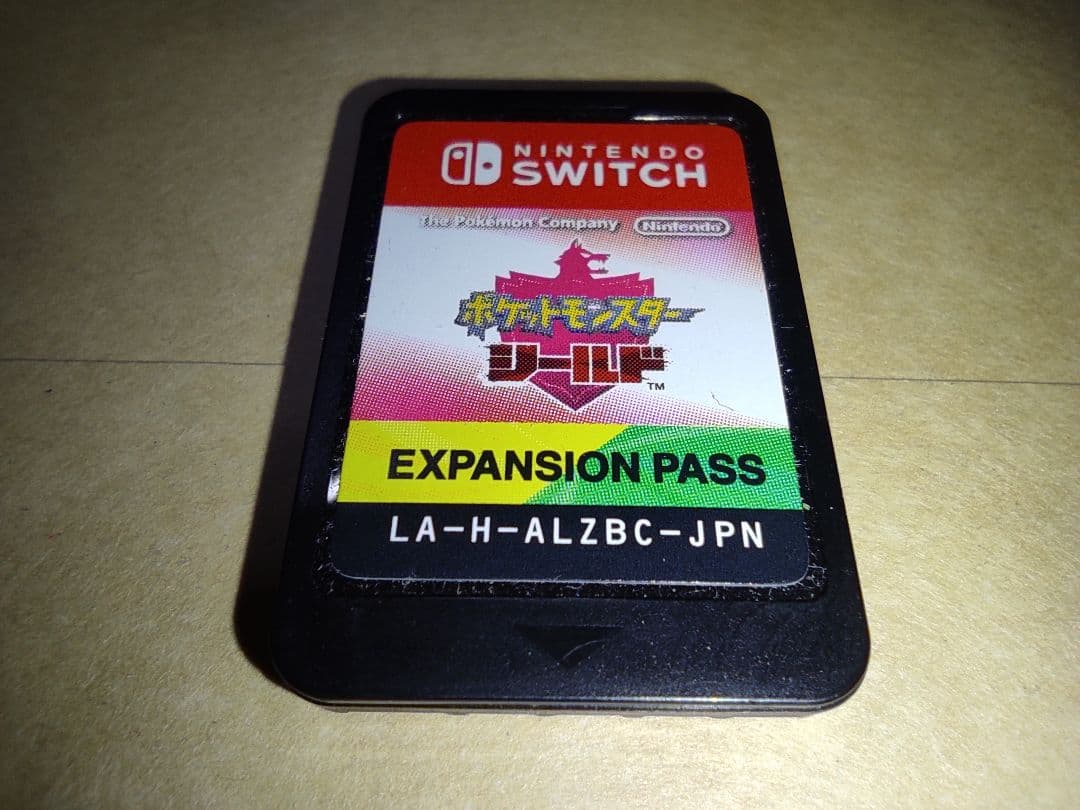 NINTENDO
SWITCH
The Pokémon Company Nintendo
ポケットモンスター
シールド
TM
EXPANSION PASS
LA-H-ALZBC-JPN